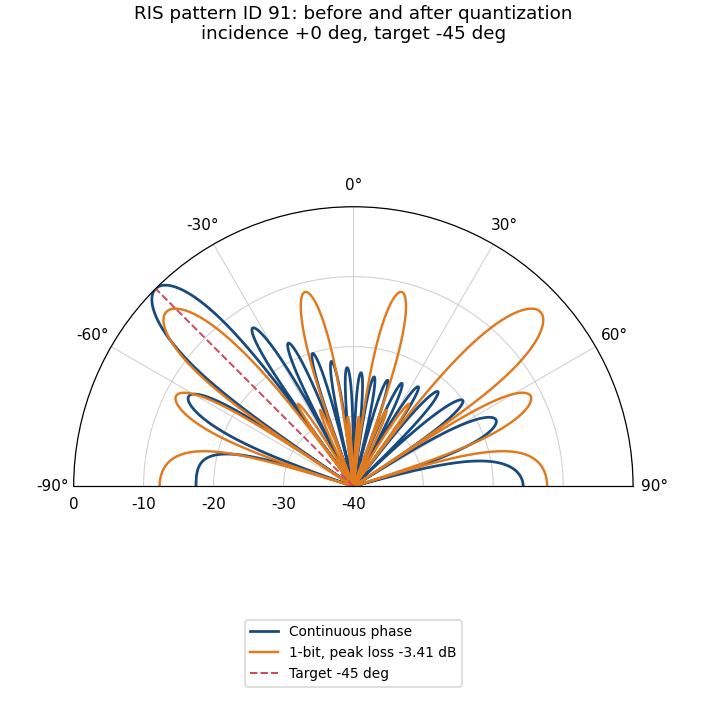 RIS pattern ID 91: before and after quantization
incidence +0 deg, target -45 deg
0°
-30°
30°
-60°
60°
-90°
90°
0
-10
-20
-30
-40
Continuous phase
1-bit, peak loss -3.41 dB
Target -45 deg